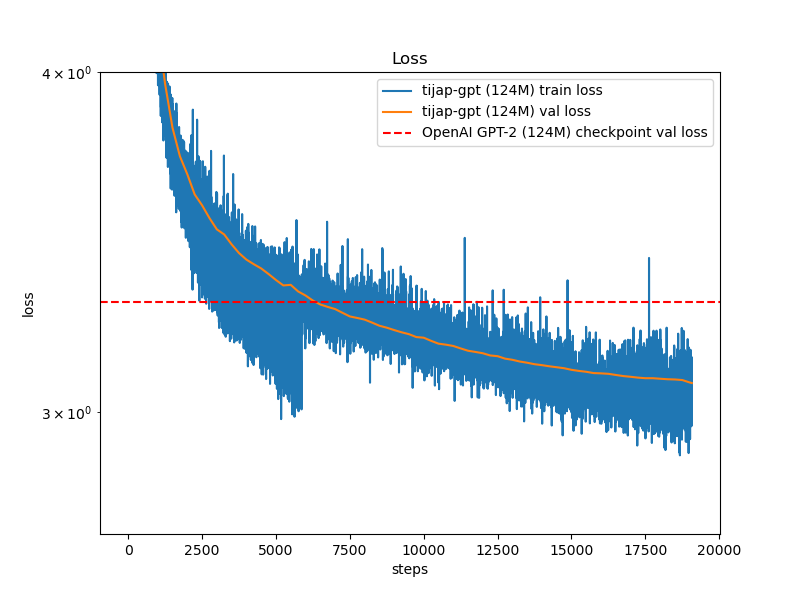 Loss
4 × 10⁰
3 × 10⁰
loss
tijap-gpt (124M) train loss
tijap-gpt (124M) val loss
OpenAI GPT-2 (124M) checkpoint val loss
0 2500 5000 7500 10000 12500 15000 17500 20000
steps